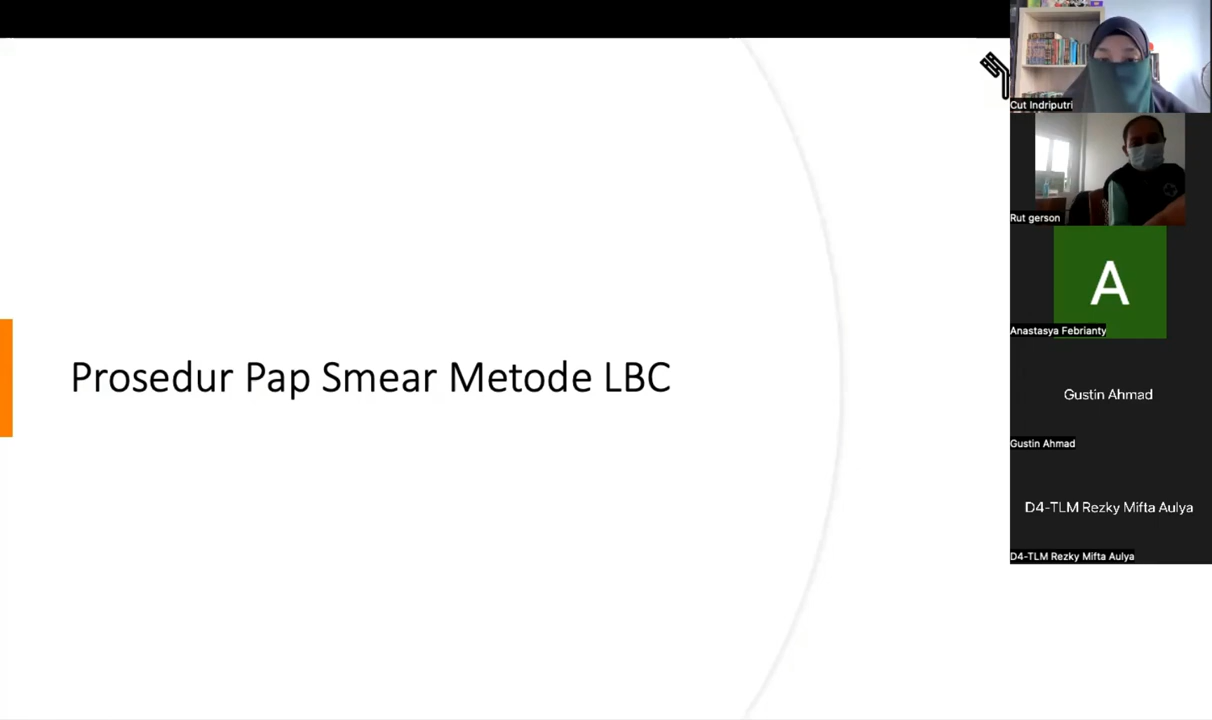 Prosedur Pap Smear Metode LBC
Cut Indriputri
Rut gerson
A
Anastasya Febrianty
Gustin Ahmad
Gustin Ahmad
D4-TLM Rezky Mifta Aulya
D4-TLM Rezky Mifta Aulya